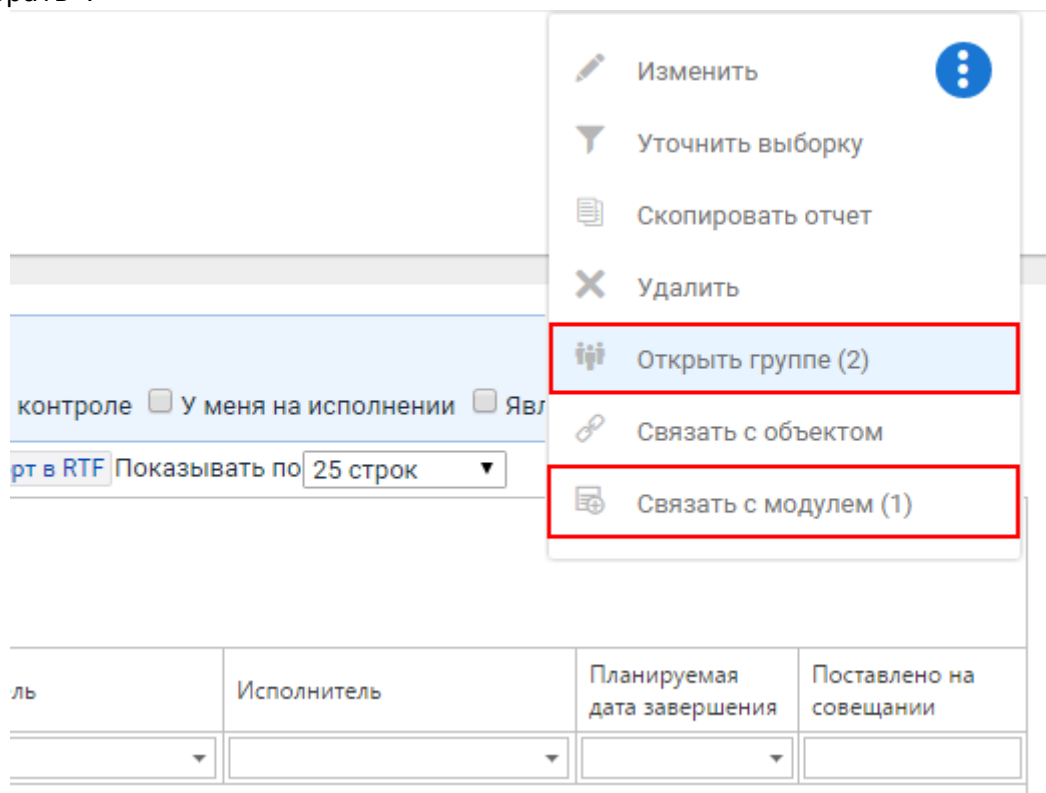 Изменить
Уточнить выборку
Скопировать отчет
Удалить
Открыть группе (2)
контроле У меня на исполнении
Связать с объектом
рт в RTF Показывать по 25 строк
Связать с модулем (1)
Исполнитель
Планируемая
дата завершения
Поставлено на
совещании